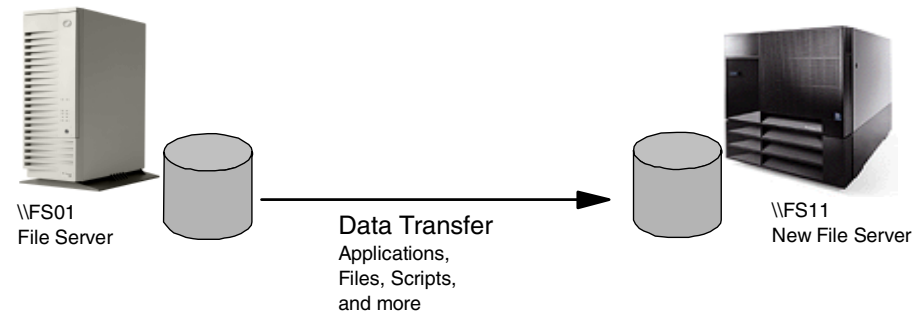 \\FS01
File Server
Data Transfer
Applications,
Files, Scripts,
and more
\\FS11
New File Server